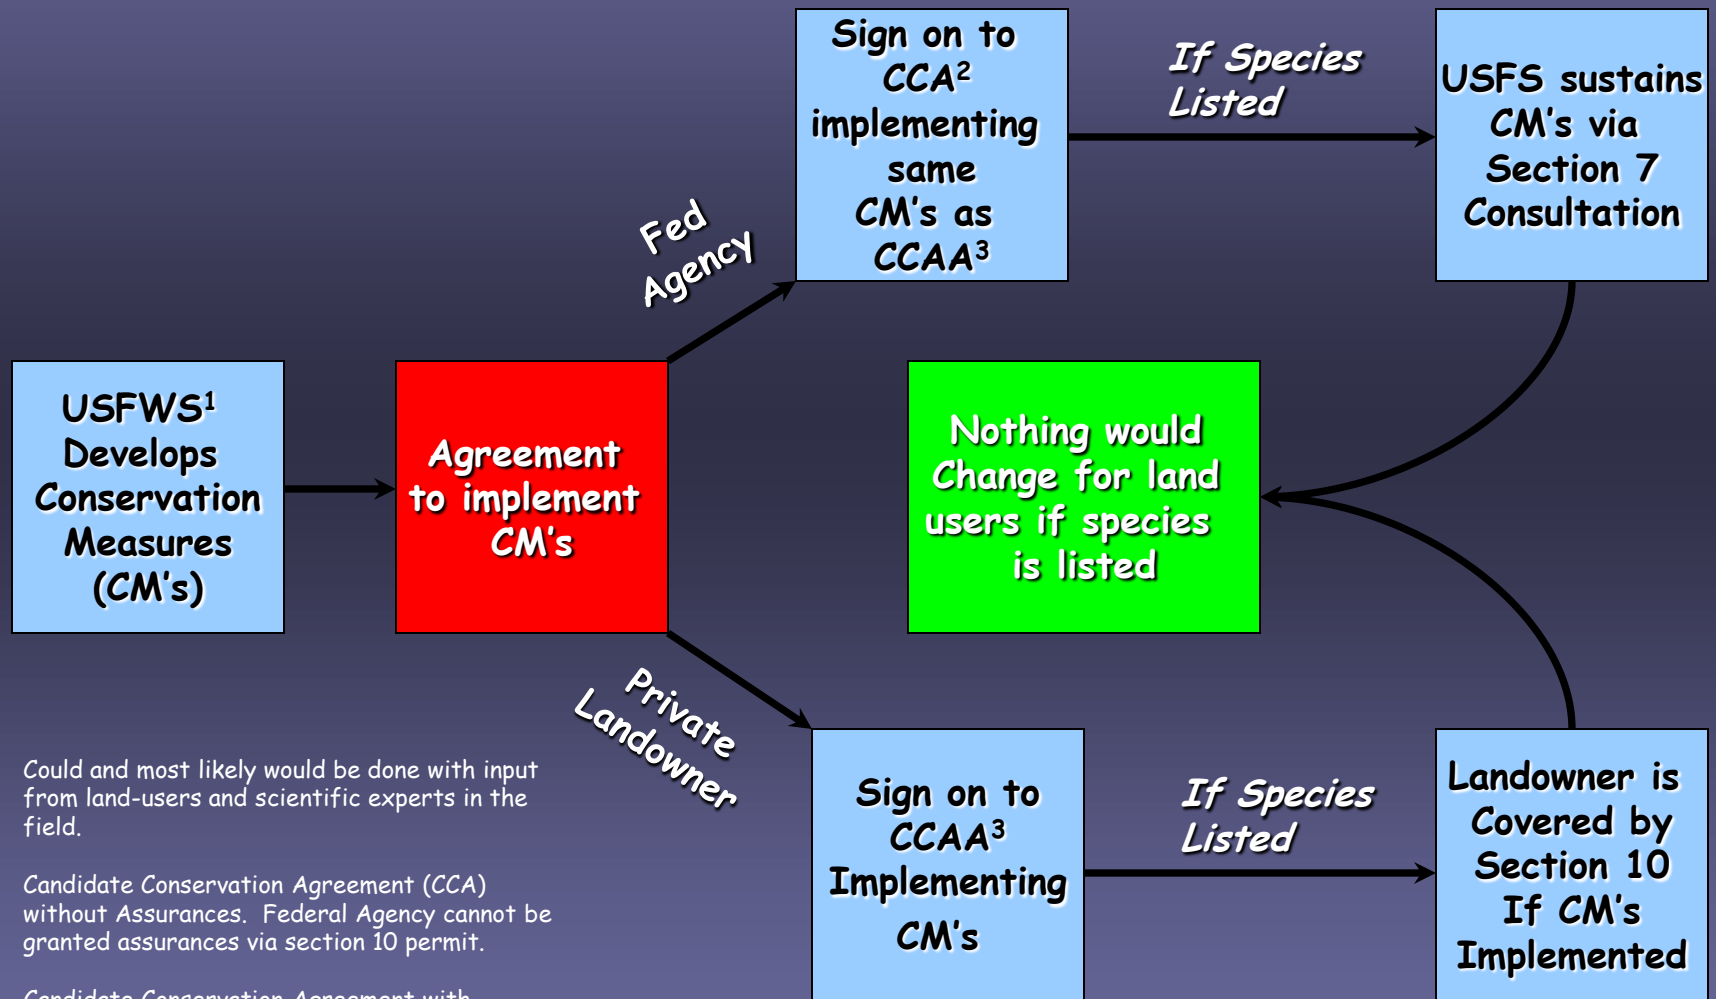 Sign on to
CCA²
implementing
same
CM's as
CCAA³
If Species
Listed
USFS sustains
CM's via
Section 7
Consultation
Fed
Agency
USFWS¹
Develops
Conservation
Measures
(CM's)
Agreement
to implement
CM's
Nothing would
Change for land
users if species
is listed
Private
Landowner
Sign on to
CCAA³
Implementing
CM's
If Species
Listed
Landowner is
Covered by
Section 10
If CM's
Implemented
Could and most likely would be done with input
from land-users and scientific experts in the
field.
Candidate Conservation Agreement (CCA)
without Assurances. Federal Agency cannot be
granted assurances via section 10 permit.
Candidate Conservation Agreement with